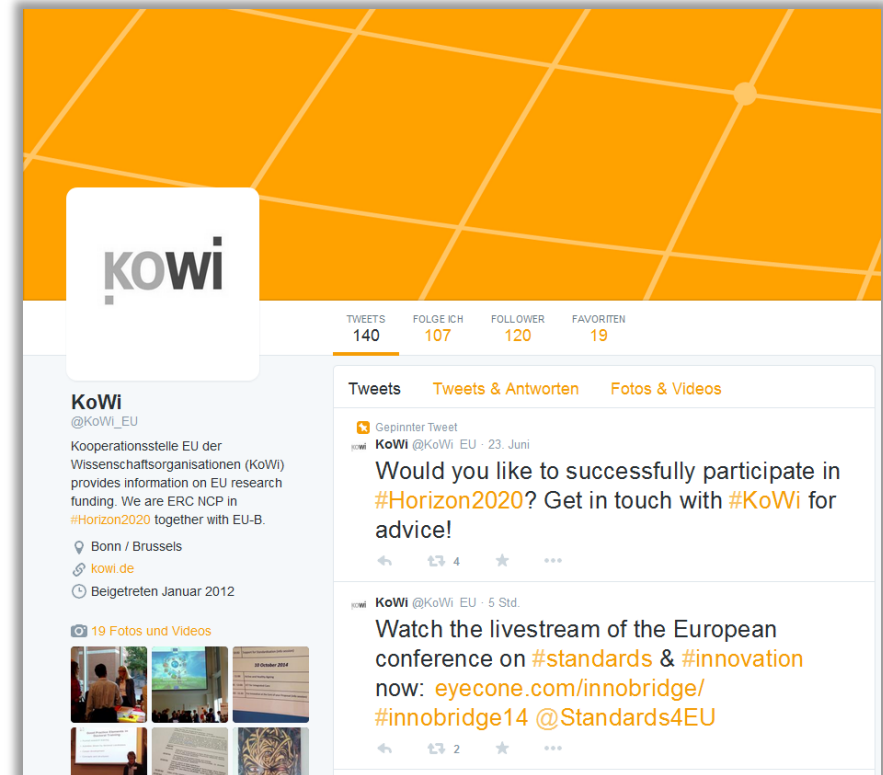 KOWI
TWEETS FOLGE ICH FOLLOWER FAVORITEN
140 107 120 19
KoWi
@KoWi_EU
Kooperationsstelle EU der
Wissenschaftsorganisationen (KoWi)
provides information on EU research
funding. We are ERC NCP in
#Horizon2020 together with EU-B.
Bonn / Brussels
kowi.de
Beigetreten Januar 2012
19 Fotos und Videos
10 October 2014
Tweets Tweets & Antworten Fotos & Videos
Gepinnter Tweet
KoWi @KoWi_EU · 23. Juni
Would you like to successfully participate in
#Horizon2020? Get in touch with #KoWi for
advice!
4
KoWi @KoWi_EU · 5 Std.
Watch the livestream of the European
conference on #standards & #innovation
now: eyecone.com/innobridge/
#innobridge14 @Standards4EU
2